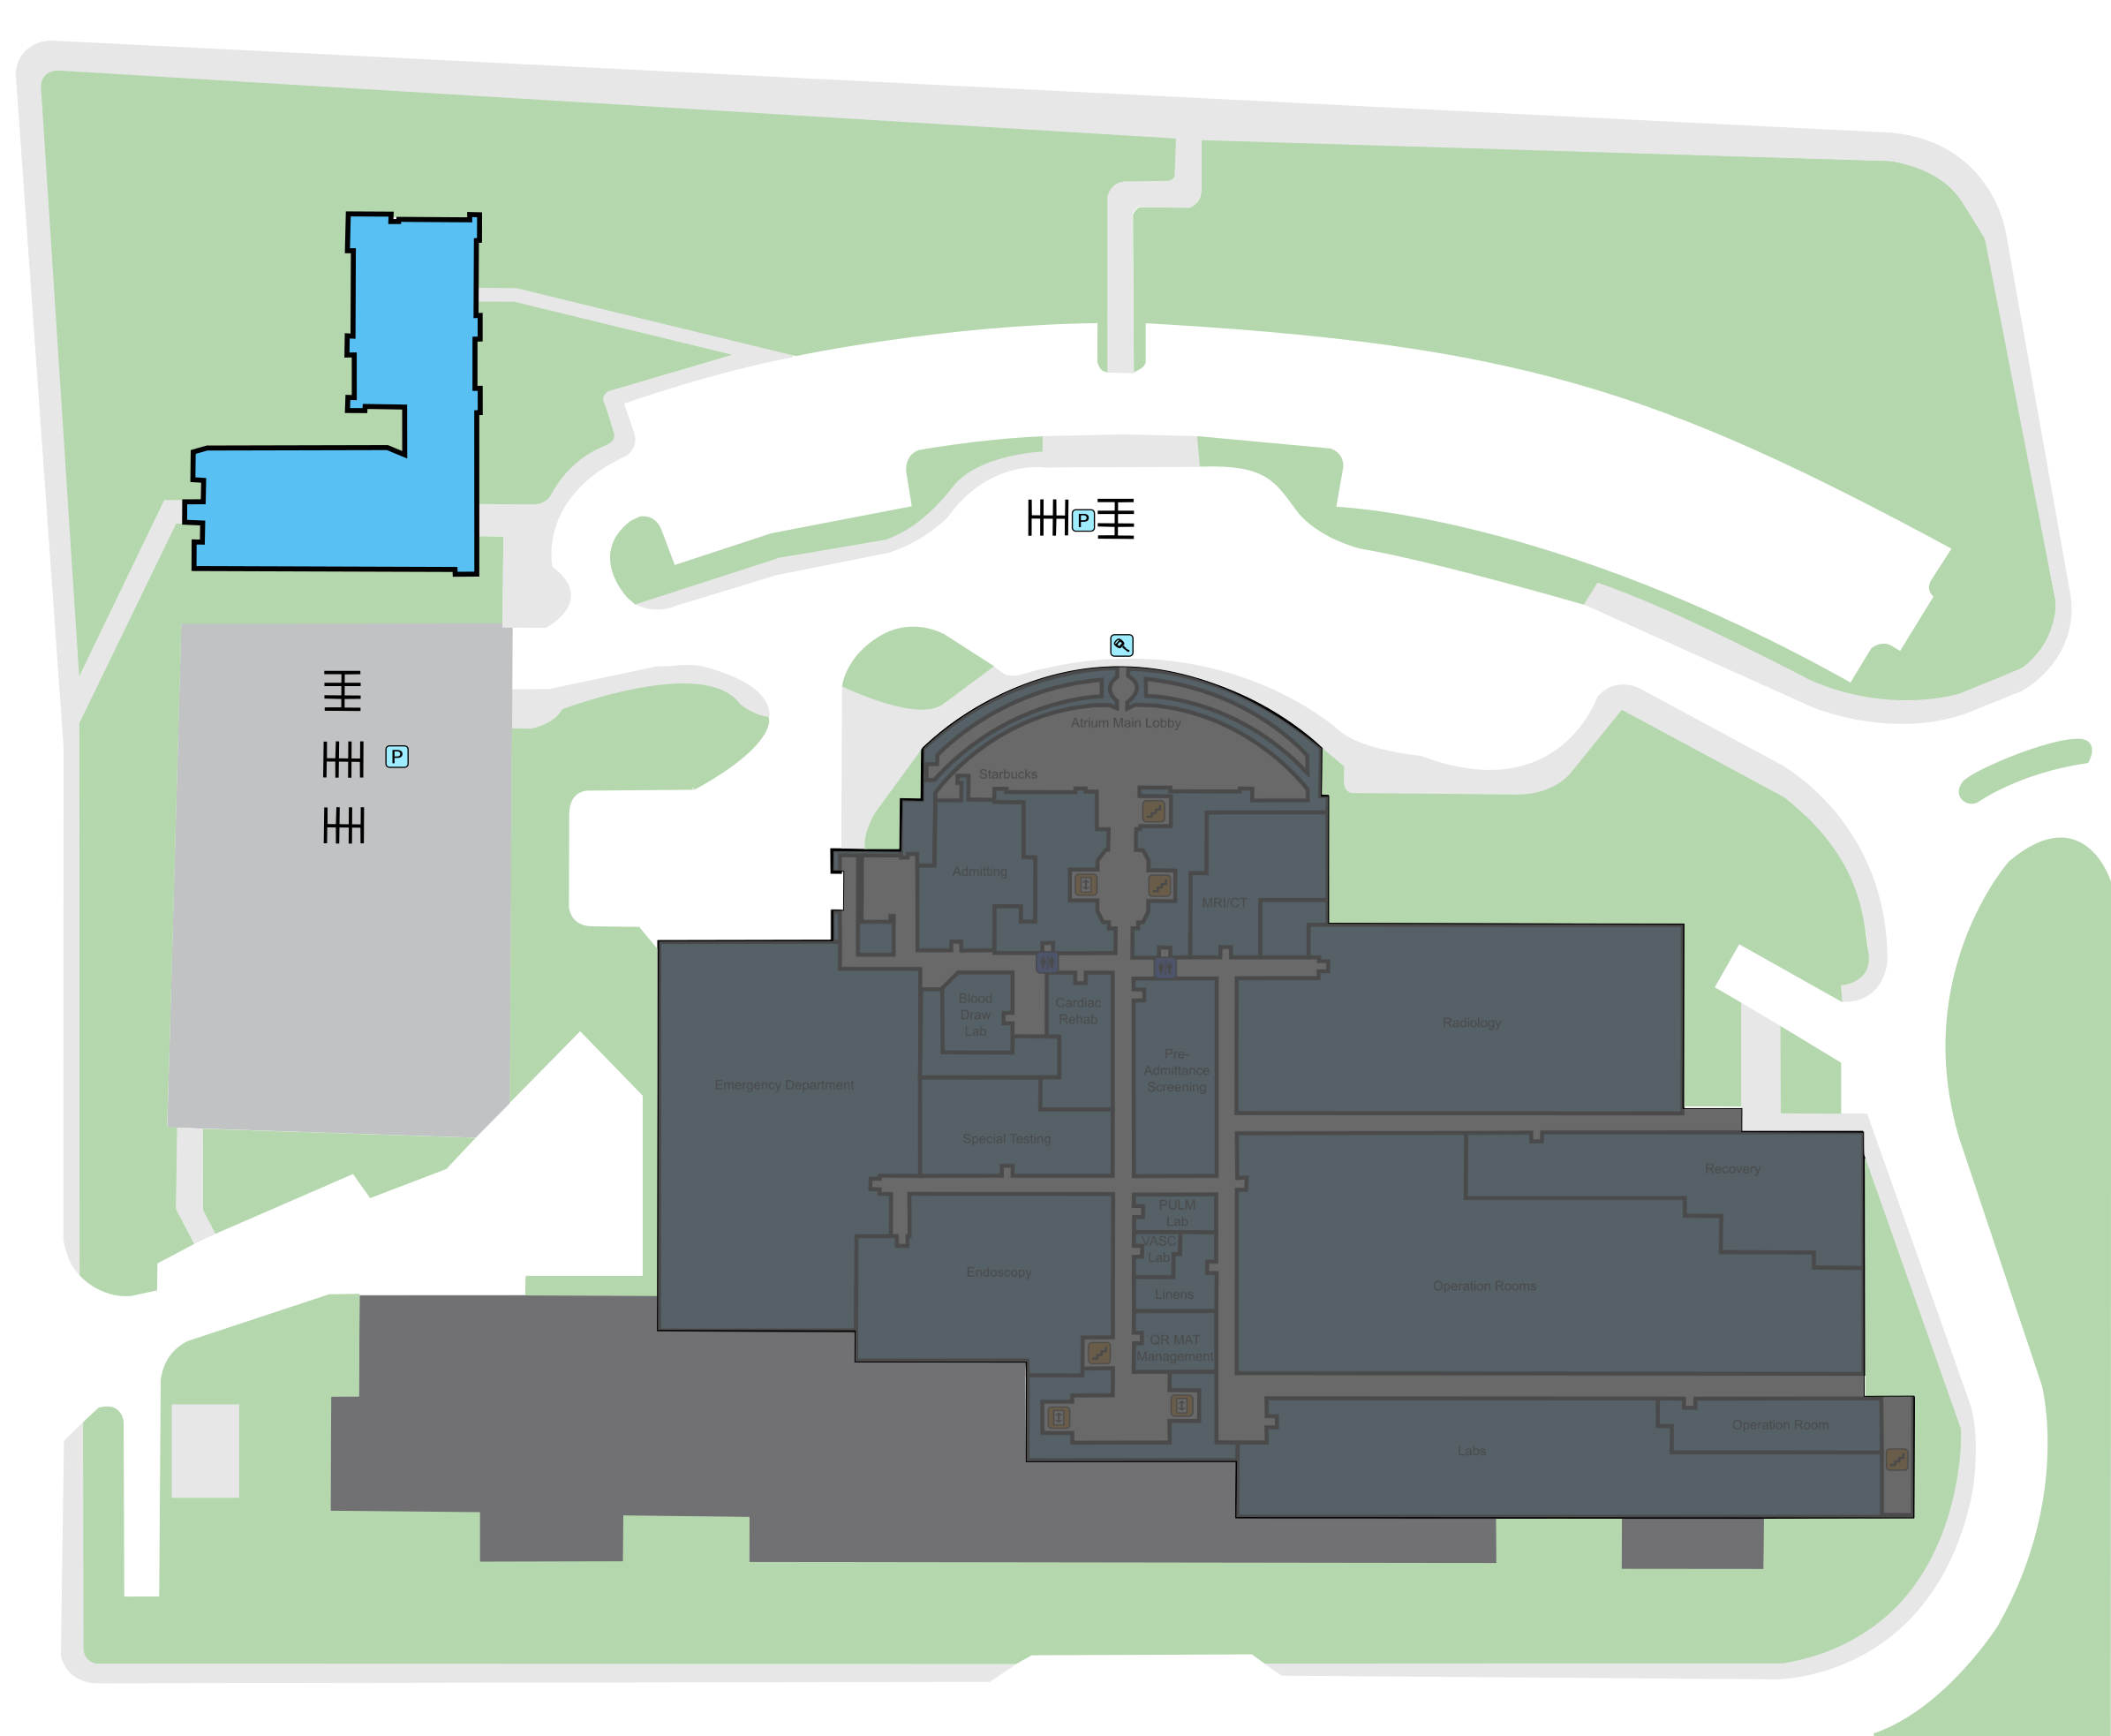 P
P
Atrium Main Lobby
Starbucks
Admitting
MRI/CT
Blood
Draw
Lab
Cardiac
Rehab
Radiology
Pre-
Admittance
Screening
Emergency Department
Special Testing
Recovery
PULM
Lab
VASC
Lab
Endoscopy
Linens
Operation Rooms
QR MAT
Management
Operation Room
Labs